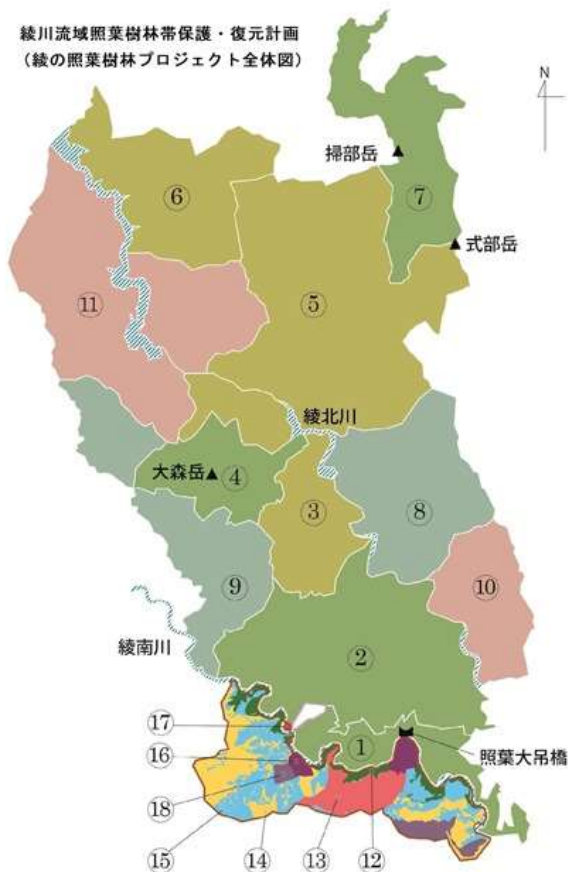 綾川流域照葉樹林帯保護・復元計画
(綾の照葉樹林プロジェクト全体図)
N
掃部岳
⑦
⑥
式部岳
⑪
⑤
綾北川
大森岳
④
③
⑧
⑨
⑩
綾南川
②
⑰
①
⑯
照葉大吊橋
⑱
⑮
⑭
⑬
⑫